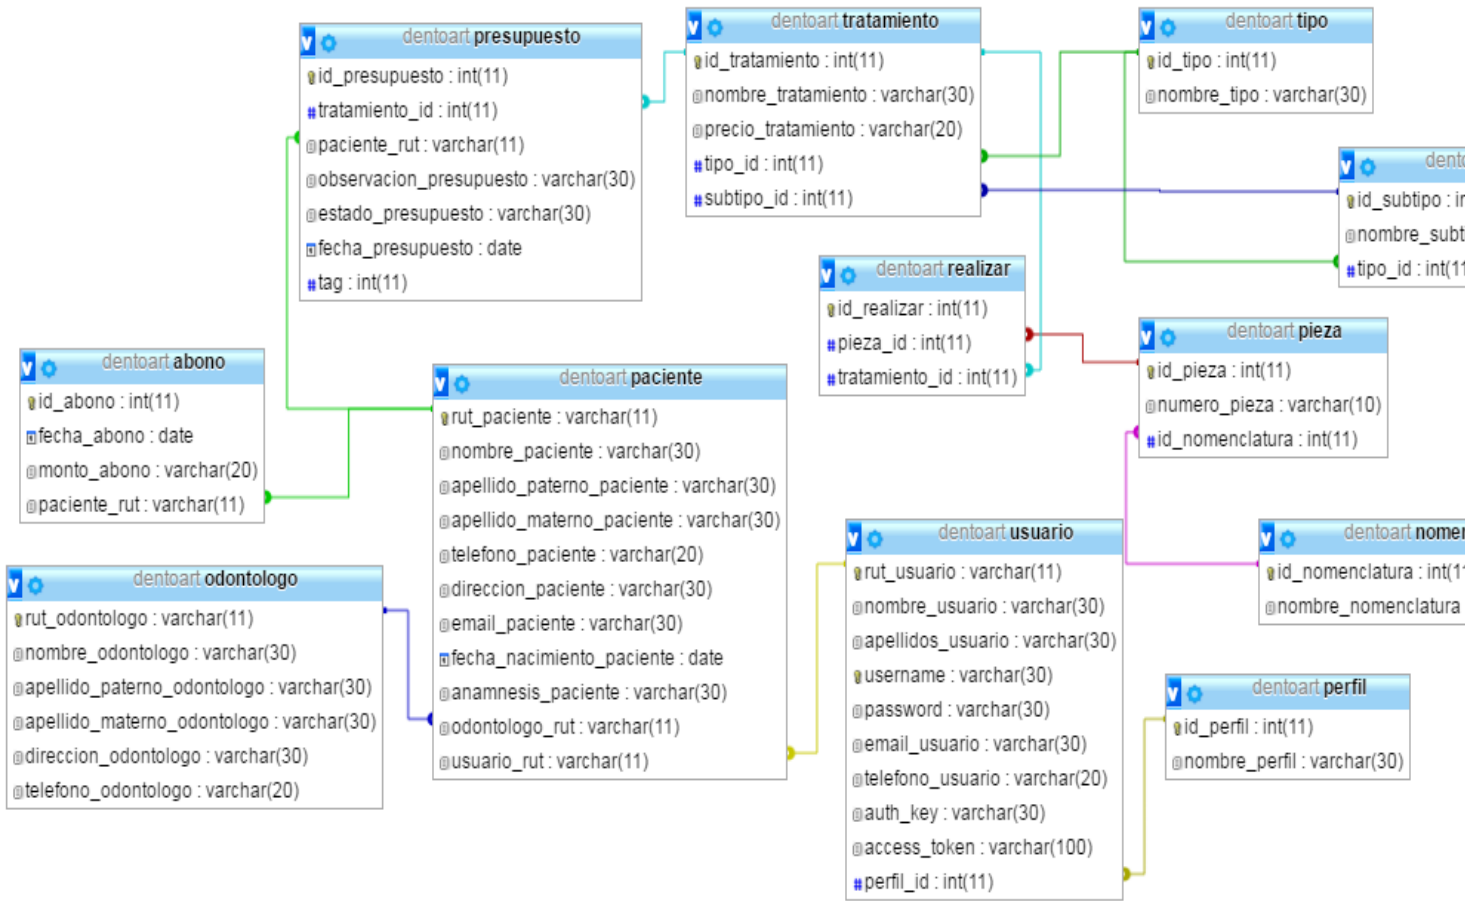 dentoart presupuesto
id_presupuesto : int(11)
#tratamiento_id : int(11)
paciente_rut : varchar(11)
observacion_presupuesto : varchar(30)
estado_presupuesto : varchar(30)
fecha_presupuesto : date
#tag : int(11)
dentoart tratamiento
id_tratamiento : int(11)
nombre_tratamiento : varchar(30)
precio_tratamiento : varchar(20)
#tipo_id : int(11)
#subtipo_id : int(11)
dentoart tipo
id_tipo : int(11)
nombre_tipo : varchar(30)
dento
id_subtipo : in
nombre_subti
#tipo_id : int(11
dentoart realizar
id_realizar : int(11)
#pieza_id : int(11)
#tratamiento_id : int(11)
dentoart pieza
id_pieza : int(11)
numero_pieza : varchar(10)
#id_nomenclatura : int(11)
dentoart abono
id_abono : int(11)
fecha_abono : date
monto_abono : varchar(20)
paciente_rut : varchar(11)
dentoart paciente
rut_paciente : varchar(11)
nombre_paciente : varchar(30)
apellido_paterno_paciente : varchar(30)
apellido_materno_paciente : varchar(30)
telefono_paciente : varchar(20)
direccion_paciente : varchar(30)
email_paciente : varchar(30)
fecha_nacimiento_paciente : date
anamnesis_paciente : varchar(30)
odontologo_rut : varchar(11)
usuario_rut : varchar(11)
dentoart odontologo
rut_odontologo : varchar(11)
nombre_odontologo : varchar(30)
apellido_paterno_odontologo : varchar(30)
apellido_materno_odontologo : varchar(30)
direccion_odontologo : varchar(30)
telefono_odontologo : varchar(20)
dentoart usuario
rut_usuario : varchar(11)
nombre_usuario : varchar(30)
apellidos_usuario : varchar(30)
username : varchar(30)
password : varchar(30)
email_usuario : varchar(30)
telefono_usuario : varchar(20)
auth_key : varchar(30)
access_token : varchar(100)
#perfil_id : int(11)
dentoart nomen
id_nomenclatura : int(11
nombre_nomenclatura
dentoart perfil
id_perfil : int(11)
nombre_perfil : varchar(30)